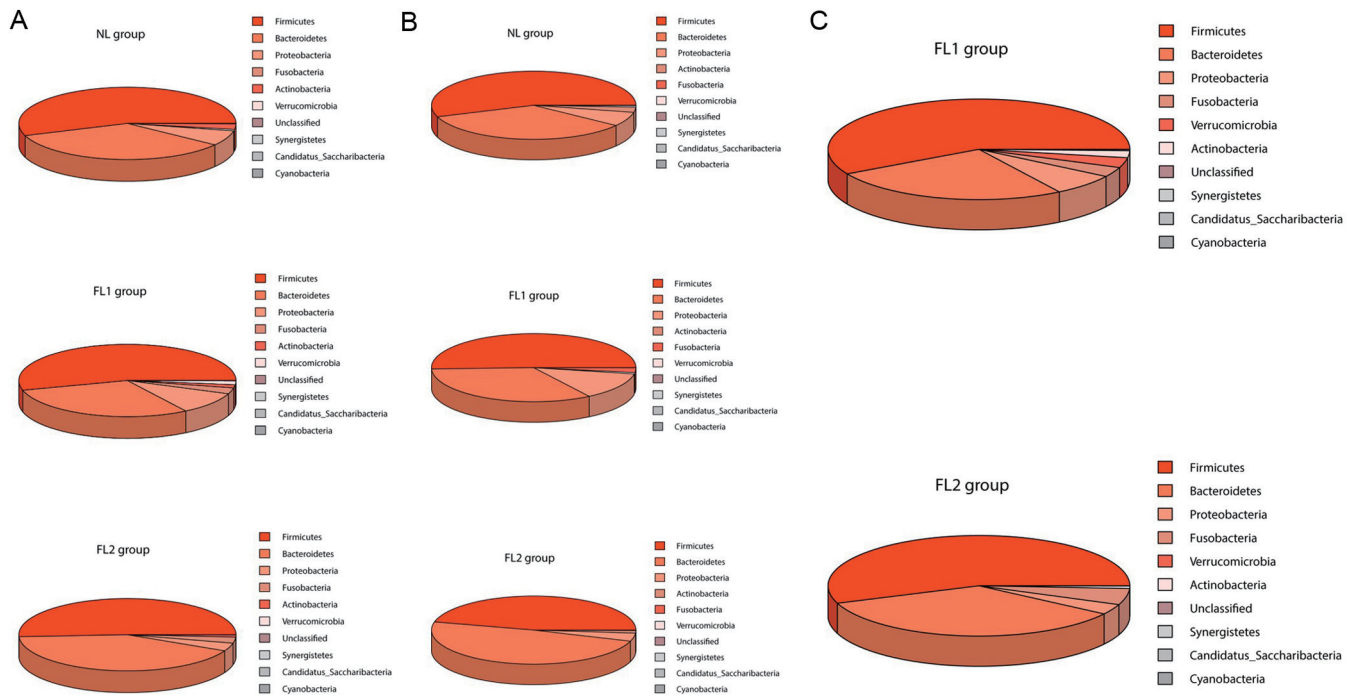 A
NL group
Firmicutes
Bacteroidetes
Proteobacteria
Fusobacteria
Actinobacteria
Verrucomicrobia
Unclassified
Synergistetes
Candidatus_Saccharibacteria
Cyanobacteria
FL1 group
Firmicutes
Bacteroidetes
Proteobacteria
Fusobacteria
Actinobacteria
Verrucomicrobia
Unclassified
Synergistetes
Candidatus_Saccharibacteria
Cyanobacteria
FL2 group
Firmicutes
Bacteroidetes
Proteobacteria
Fusobacteria
Actinobacteria
Verrucomicrobia
Unclassified
Synergistetes
Candidatus_Saccharibacteria
Cyanobacteria
B
NL group
Firmicutes
Bacteroidetes
Proteobacteria
Actinobacteria
Fusobacteria
Verrucomicrobia
Unclassified
Synergistetes
Candidatus_Saccharibacteria
Cyanobacteria
FL1 group
Firmicutes
Bacteroidetes
Proteobacteria
Actinobacteria
Fusobacteria
Verrucomicrobia
Unclassified
Synergistetes
Candidatus_Saccharibacteria
Cyanobacteria
FL2 group
Firmicutes
Bacteroidetes
Proteobacteria
Actinobacteria
Fusobacteria
Verrucomicrobia
Unclassified
Synergistetes
Candidatus_Saccharibacteria
Cyanobacteria
C
FL1 group
Firmicutes
Bacteroidetes
Proteobacteria
Fusobacteria
Verrucomicrobia
Actinobacteria
Unclassified
Synergistetes
Candidatus_Saccharibacteria
Cyanobacteria
FL2 group
Firmicutes
Bacteroidetes
Proteobacteria
Fusobacteria
Verrucomicrobia
Actinobacteria
Unclassified
Synergistetes
Candidatus_Saccharibacteria
Cyanobacteria